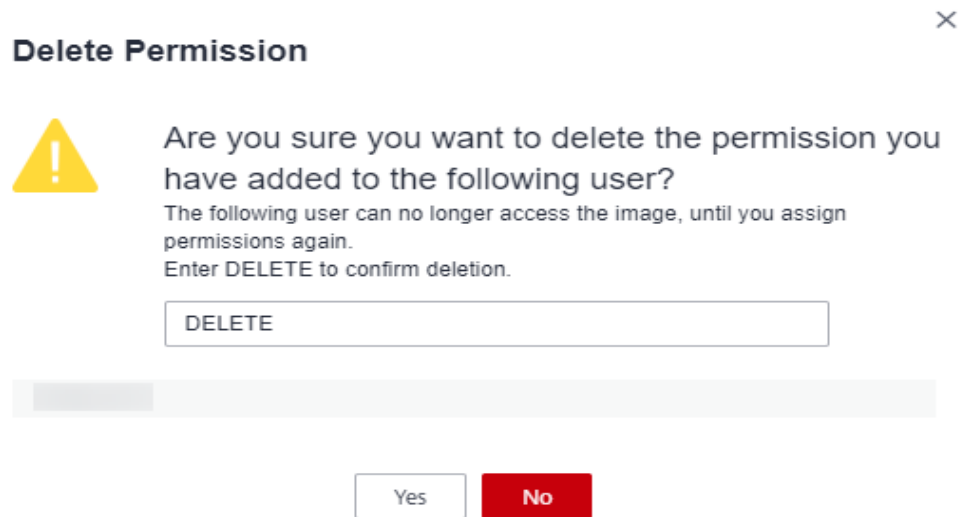 Delete Permission
Are you sure you want to delete the permission you
have added to the following user?
The following user can no longer access the image, until you assign
permissions again.
Enter DELETE to confirm deletion.
DELETE
Yes
No